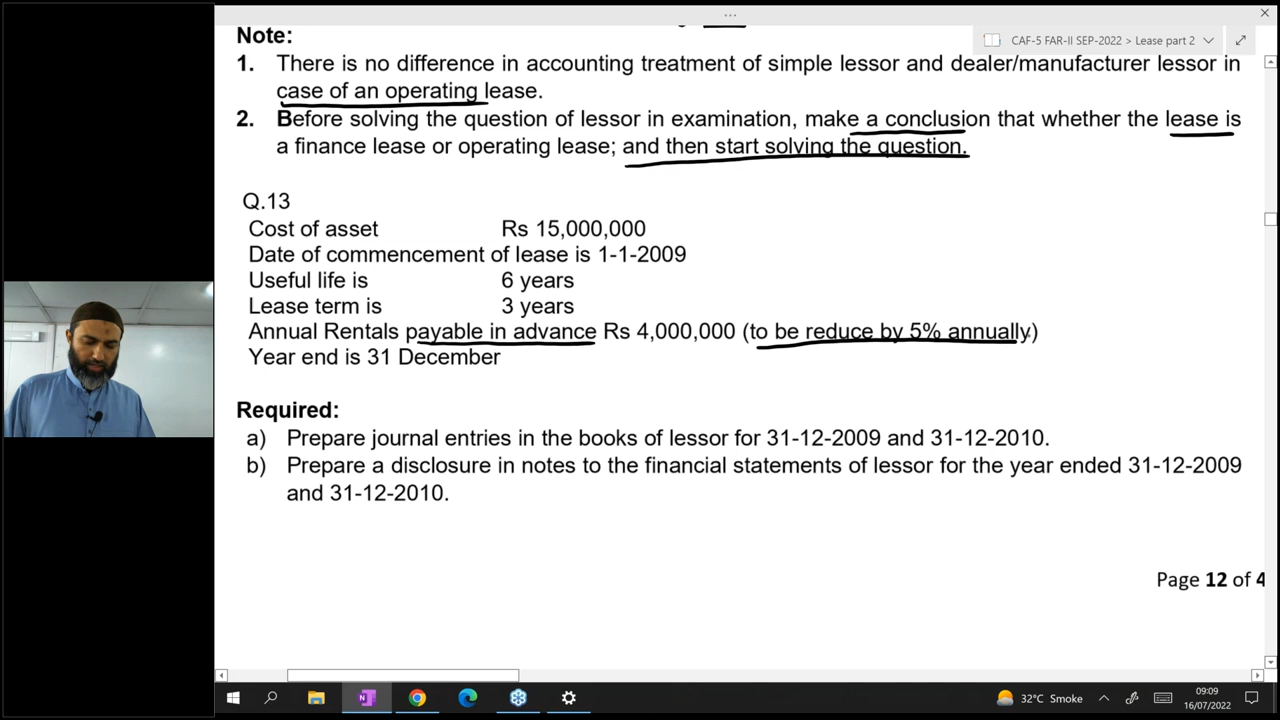 ...
CAF-5 FAR-II SEP-2022 > Lease part 2
Note:
1. There is no difference in accounting treatment of simple lessor and dealer/manufacturer lessor in
case of an operating lease.
2. Before solving the question of lessor in examination, make a conclusion that whether the lease is
a finance lease or operating lease; and then start solving the question.
Q.13
Cost of asset Rs 15,000,000
Date of commencement of lease is 1-1-2009
Useful life is 6 years
Lease term is 3 years
Annual Rentals payable in advance Rs 4,000,000 (to be reduce by 5% annually)
Year end is 31 December
Required:
a) Prepare journal entries in the books of lessor for 31-12-2009 and 31-12-2010.
b) Prepare a disclosure in notes to the financial statements of lessor for the year ended 31-12-2009
and 31-12-2010.
Page 12 of 4
32°C Smoke
09:09
16/07/2022